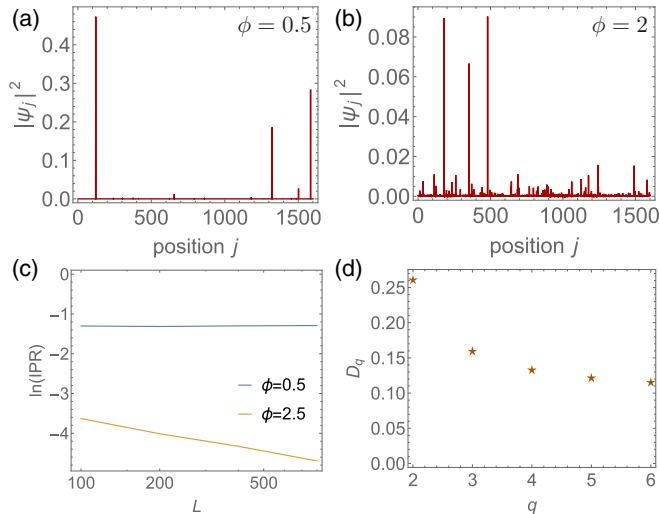 (a)
ϕ = 0.5
|ψj|²
0.4
0.3
0.2
0.1
0.0
0
500
1000
1500
position j
(b)
ϕ = 2
|ψj|²
0.08
0.06
0.04
0.02
0.00
0
500
1000
1500
position j
(c)
ln(IPR)
0
−1
−2
−3
−4
ϕ=0.5
ϕ=2.5
100
200
500
L
(d)
Dq
0.25
0.20
0.15
0.10
0.05
0.00
2
3
4
5
6
q